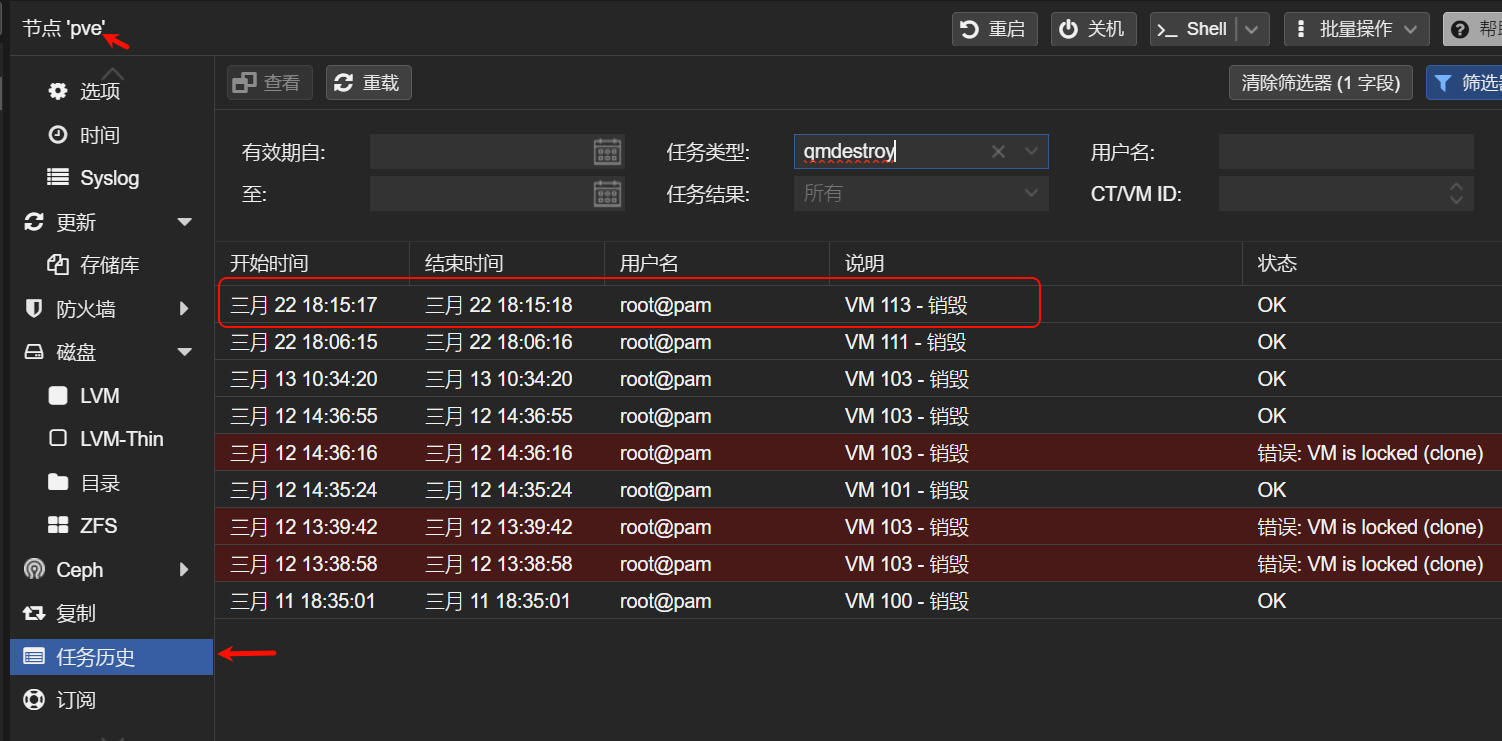 节点 'pve'
重启
关机
Shell
批量操作
选项
时间
Syslog
更新
存储库
防火墙
磁盘
LVM
LVM-Thin
目录
ZFS
Ceph
复制
任务历史
订阅
查看
重载
清除筛选器 (1 字段)
有效期自:
任务类型: qmdestroy
用户名:
至:
任务结果: 所有
CT/VM ID:
开始时间 结束时间 用户名 说明 状态
三月 22 18:15:17 三月 22 18:15:18 root@pam VM 113 - 销毁 OK
三月 22 18:06:15 三月 22 18:06:16 root@pam VM 111 - 销毁 OK
三月 13 10:34:20 三月 13 10:34:20 root@pam VM 103 - 销毁 OK
三月 12 14:36:55 三月 12 14:36:55 root@pam VM 103 - 销毁 OK
三月 12 14:36:16 三月 12 14:36:16 root@pam VM 103 - 销毁 错误: VM is locked (clone)
三月 12 14:35:24 三月 12 14:35:24 root@pam VM 101 - 销毁 OK
三月 12 13:39:42 三月 12 13:39:42 root@pam VM 103 - 销毁 错误: VM is locked (clone)
三月 12 13:38:58 三月 12 13:38:58 root@pam VM 103 - 销毁 错误: VM is locked (clone)
三月 11 18:35:01 三月 11 18:35:01 root@pam VM 100 - 销毁 OK